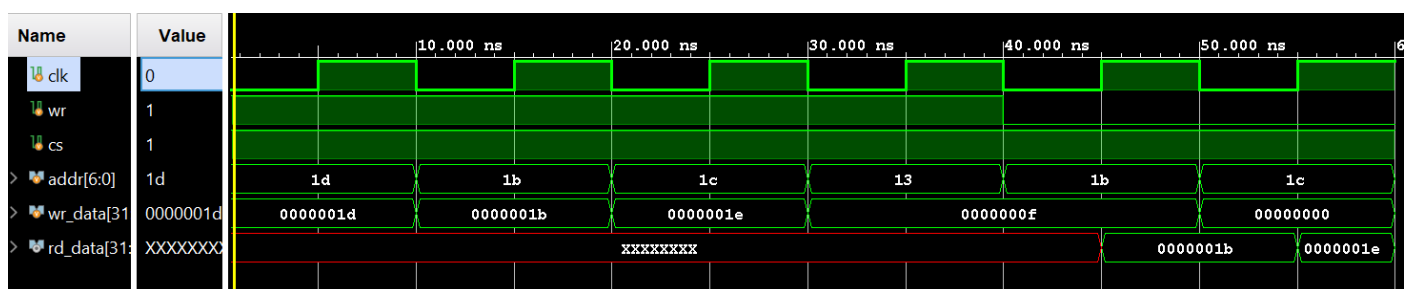 Name Value
10.000 ns 20.000 ns 30.000 ns 40.000 ns 50.000 ns 6
clk 0
wr 1
cs 1
> addr[6:0] 1d 1d 1b 1c 13 1b 1c
> wr_data[31 0000001d 0000001d 0000001b 0000001e 0000000f 00000000
> rd_data[31: XXXXXXXX XXXXXXXX 0000001b 0000001e